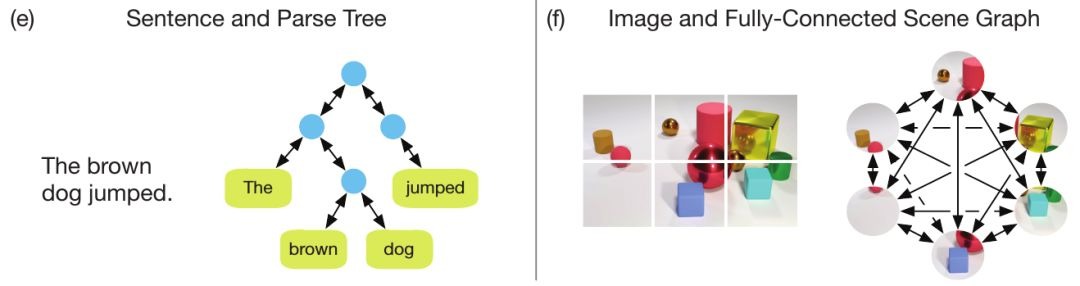 (e) Sentence and Parse Tree
The brown
dog jumped.
The
jumped
brown
dog
(f) Image and Fully-Connected Scene Graph